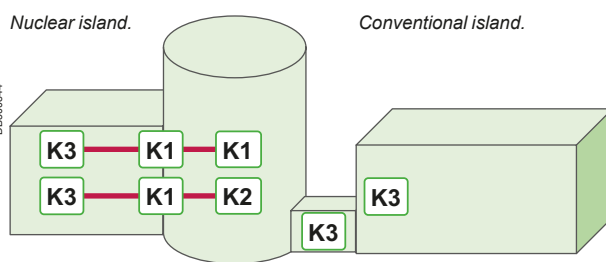 Nuclear island. Conventional island.
K3 K1 K1
K3 K1 K2 K3
K3